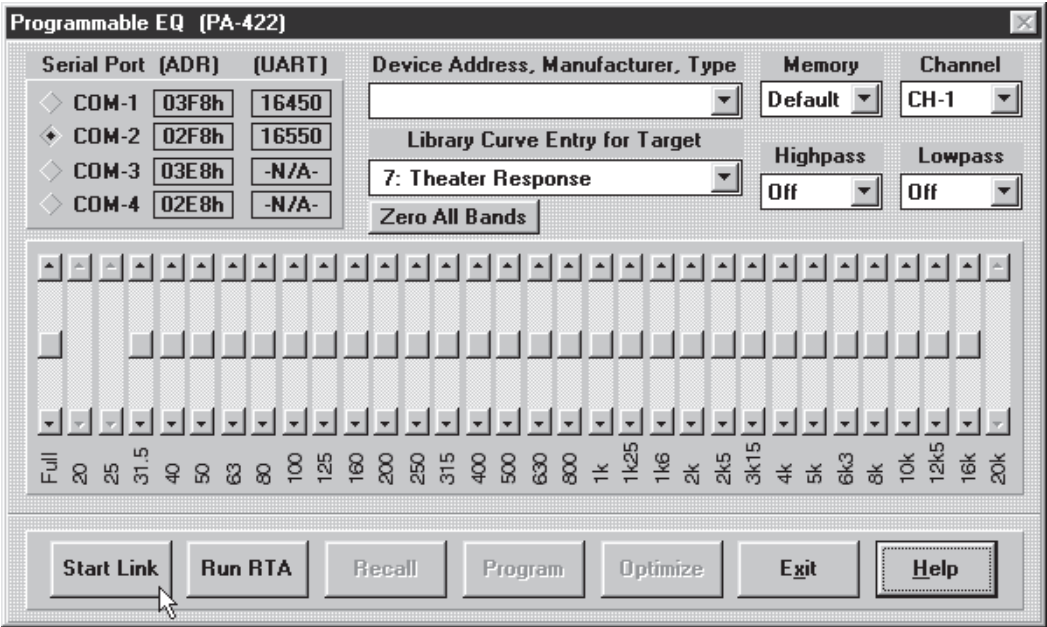 Programmable EQ (PA-422)
Serial Port (ADR) (UART)
COM-1 03F8h 16450
COM-2 02F8h 16550
COM-3 03E8h -N/A-
COM-4 02E8h -N/A-
Device Address, Manufacturer, Type
Library Curve Entry for Target
7: Theater Response
Zero All Bands
Memory
Default
Channel
CH-1
Highpass
Off
Lowpass
Off
Full 20 25 31.5 40 50 63 80 100 125 160 200 250 315 400 500 630 800 1k 1k25 1k6 2k 2k5 3k15 4k 5k 6k3 8k 10k 12k5 16k 20k
Start Link Run RTA Recall Program Optimize Exit Help